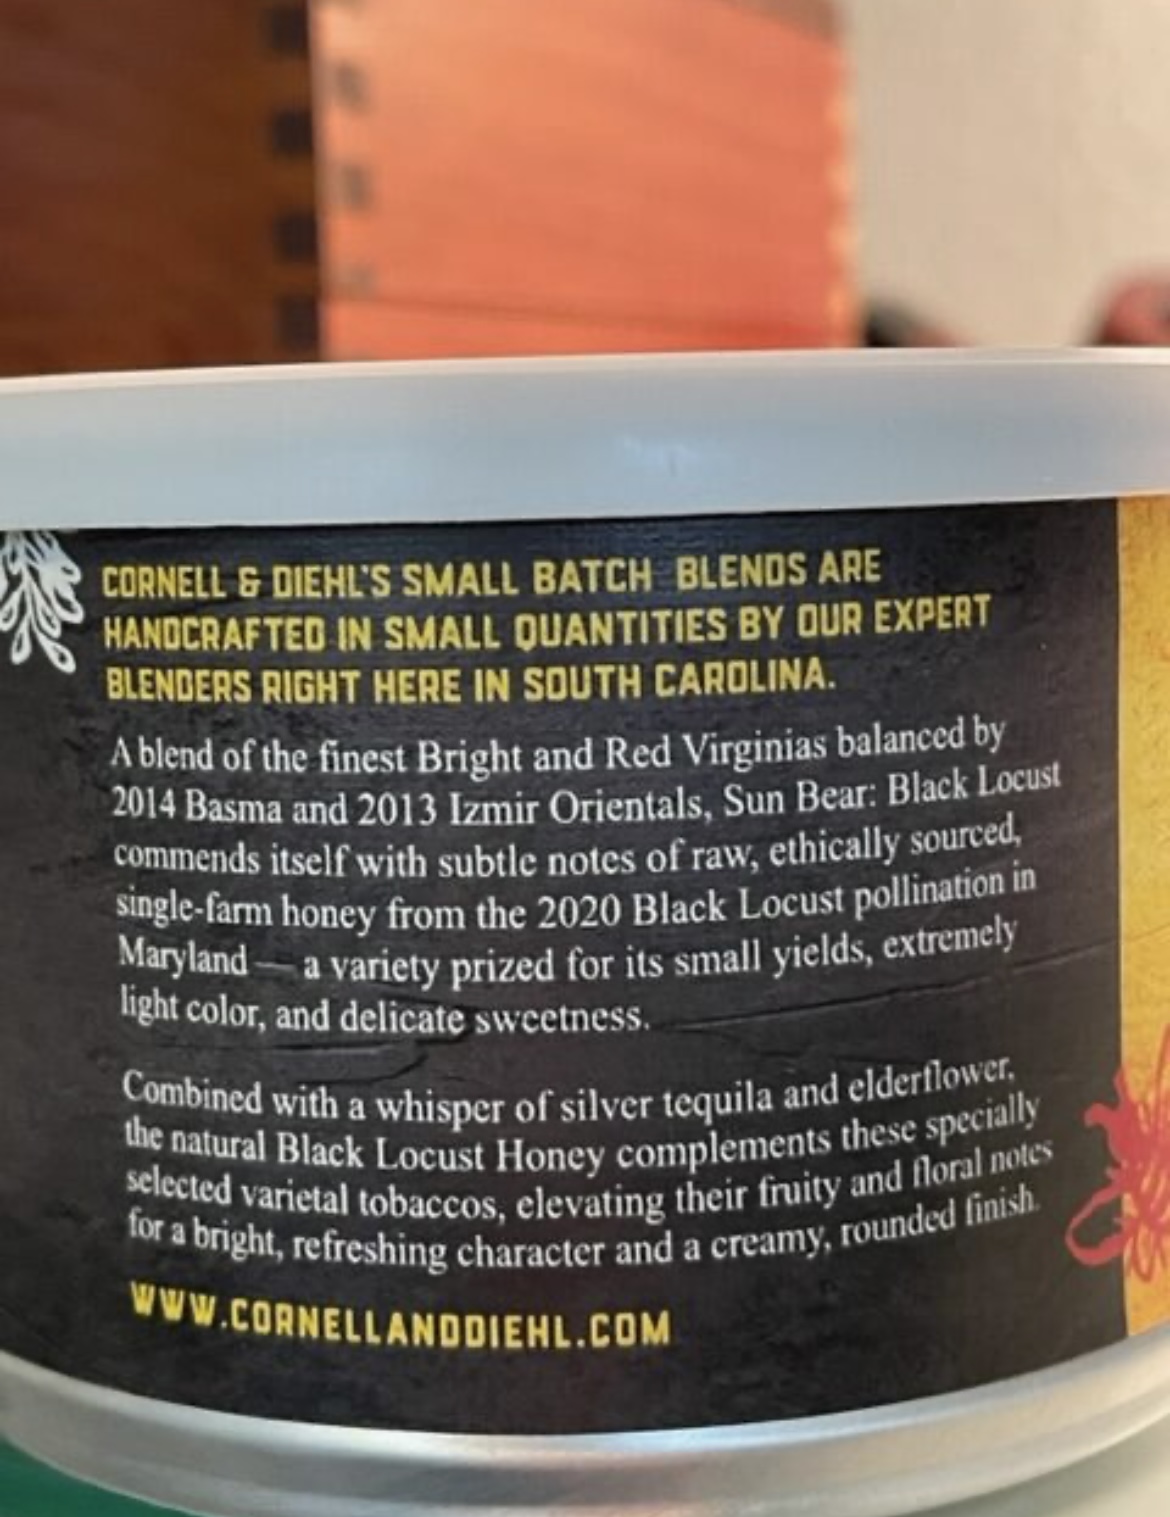 CORNELL & DIEHL'S SMALL BATCH BLENDS ARE
HANDCRAFTED IN SMALL QUANTITIES BY OUR EXPERT
BLENDERS RIGHT HERE IN SOUTH CAROLINA.
A blend of the finest Bright and Red Virginias balanced by
2014 Basma and 2013 Izmir Orientals, Sun Bear: Black Locust
commends itself with subtle notes of raw, ethically sourced,
single-farm honey from the 2020 Black Locust pollination in
Maryland — a variety prized for its small yields, extremely
light color, and delicate sweetness.
Combined with a whisper of silver tequila and elderflower,
the natural Black Locust Honey complements these specially
selected varietal tobaccos, elevating their fruity and floral notes
for a bright, refreshing character and a creamy, rounded finish.
WWW.CORNELLANDDIEHL.COM